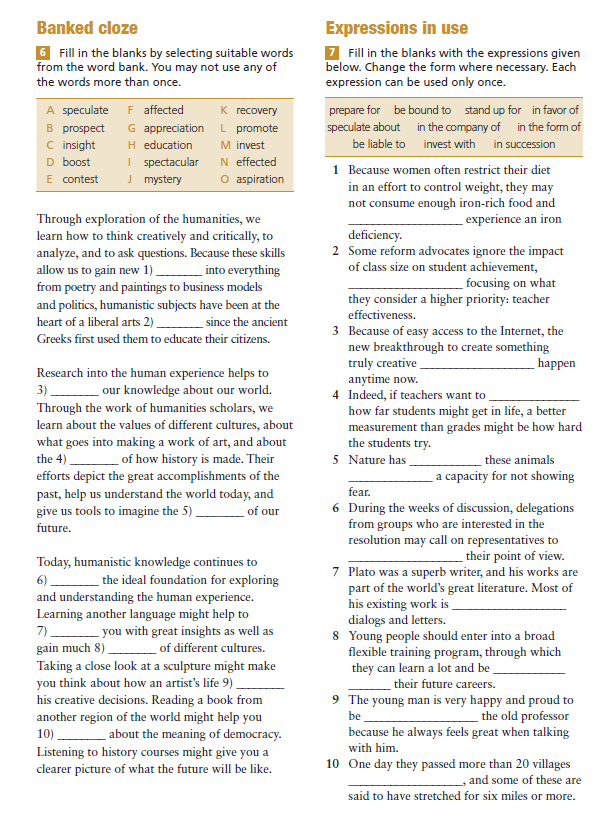 Banked cloze
6 Fill in the blanks by selecting suitable words
from the word bank. You may not use any of
the words more than once.
A speculate F affected K recovery
B prospect G appreciation L promote
C insight H education M invest
D boost I spectacular N effected
E contest J mystery O aspiration
Through exploration of the humanities, we
learn how to think creatively and critically, to
analyze, and to ask questions. Because these skills
allow us to gain new 1) ________ into everything
from poetry and paintings to business models
and politics, humanistic subjects have been at the
heart of a liberal arts 2) ________ since the ancient
Greeks first used them to educate their citizens.
Research into the human experience helps to
3) ________ our knowledge about our world.
Through the work of humanities scholars, we
learn about the values of different cultures, about
what goes into making a work of art, and about
the 4) ________ of how history is made. Their
efforts depict the great accomplishments of the
past, help us understand the world today, and
give us tools to imagine the 5) ________ of our
future.
Today, humanistic knowledge continues to
6) ________ the ideal foundation for exploring
and understanding the human experience.
Learning another language might help to
7) ________ you with great insights as well as
gain much 8) ________ of different cultures.
Taking a close look at a sculpture might make
you think about how an artist's life 9) ________
his creative decisions. Reading a book from
another region of the world might help you
10) ________ about the meaning of democracy.
Listening to history courses might give you a
clearer picture of what the future will be like.
Expressions in use
7 Fill in the blanks with the expressions given
below. Change the form where necessary. Each
expression can be used only once.
prepare for be bound to stand up for in favor of
speculate about in the company of in the form of
be liable to invest with in succession
1 Because women often restrict their diet
in an effort to control weight, they may
not consume enough iron-rich food and
____________________ experience an iron
deficiency.
2 Some reform advocates ignore the impact
of class size on student achievement,
____________________ focusing on what
they consider a higher priority: teacher
effectiveness.
3 Because of easy access to the Internet, the
new breakthrough to create something
truly creative ____________________ happen
anytime now.
4 Indeed, if teachers want to ________________
how far students might get in life, a better
measurement than grades might be how hard
the students try.
5 Nature has ____________ these animals
______________ a capacity for not showing
fear.
6 During the weeks of discussion, delegations
from groups who are interested in the
resolution may call on representatives to
____________________ their point of view.
7 Plato was a superb writer, and his works are
part of the world's great literature. Most of
his existing work is ____________________
dialogs and letters.
8 Young people should enter into a broad
flexible training program, through which
they can learn a lot and be ____________
_______ their future careers.
9 The young man is very happy and proud to
be ____________________ the old professor
because he always feels great when talking
with him.
10 One day they passed more than 20 villages
____________________, and some of these are
said to have stretched for six miles or more.